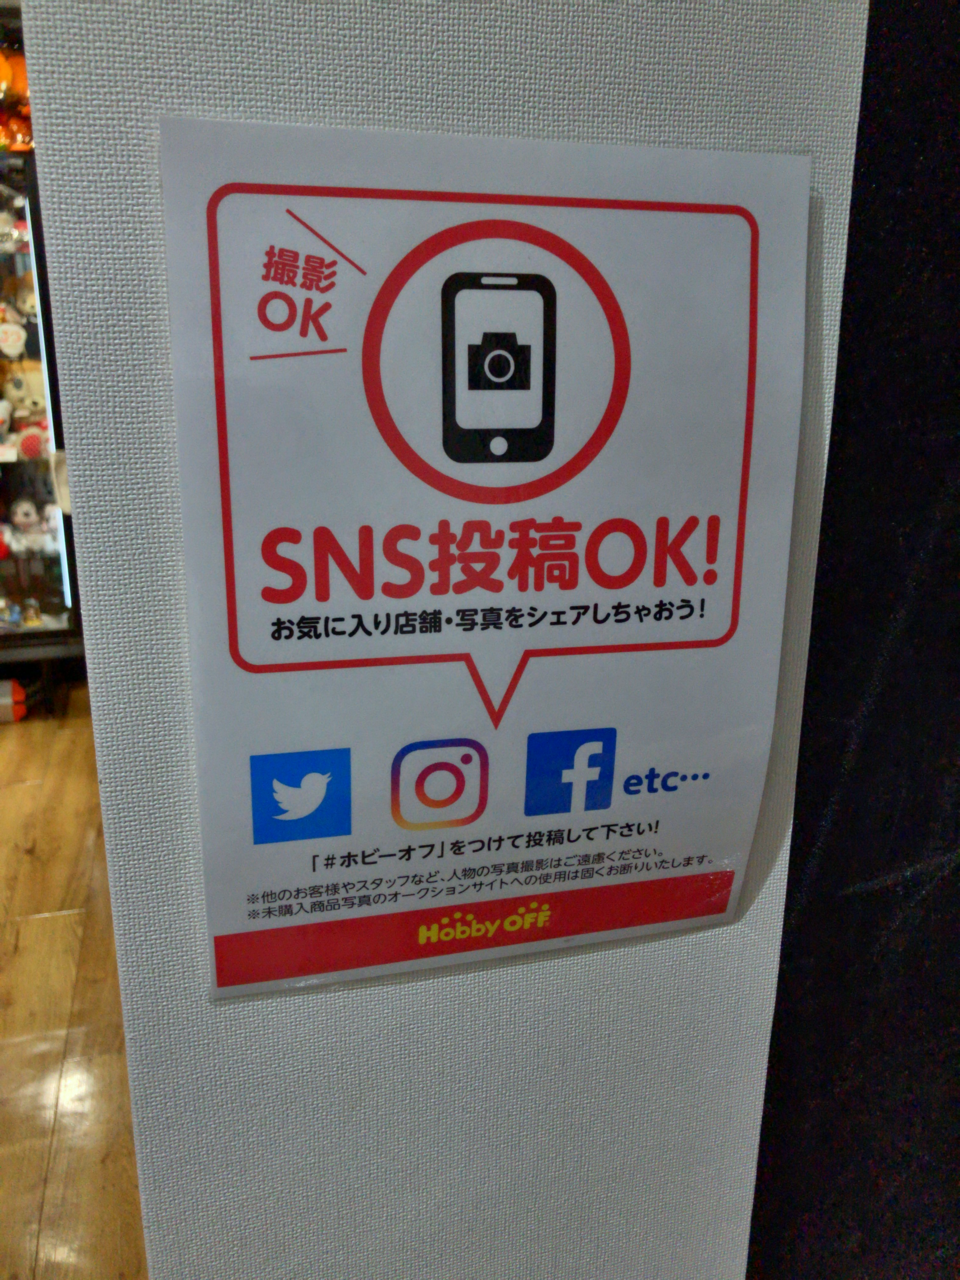 撮影
OK
SNS投稿OK!
お気に入り店舗・写真をシェアしちゃおう!
etc…
「#ホビーオフ」をつけて投稿して下さい!
※他のお客様やスタッフなど、人物の写真撮影はご遠慮ください。
※未購入商品写真のオークションサイトへの使用は固くお断りいたします。
Hobby OFF